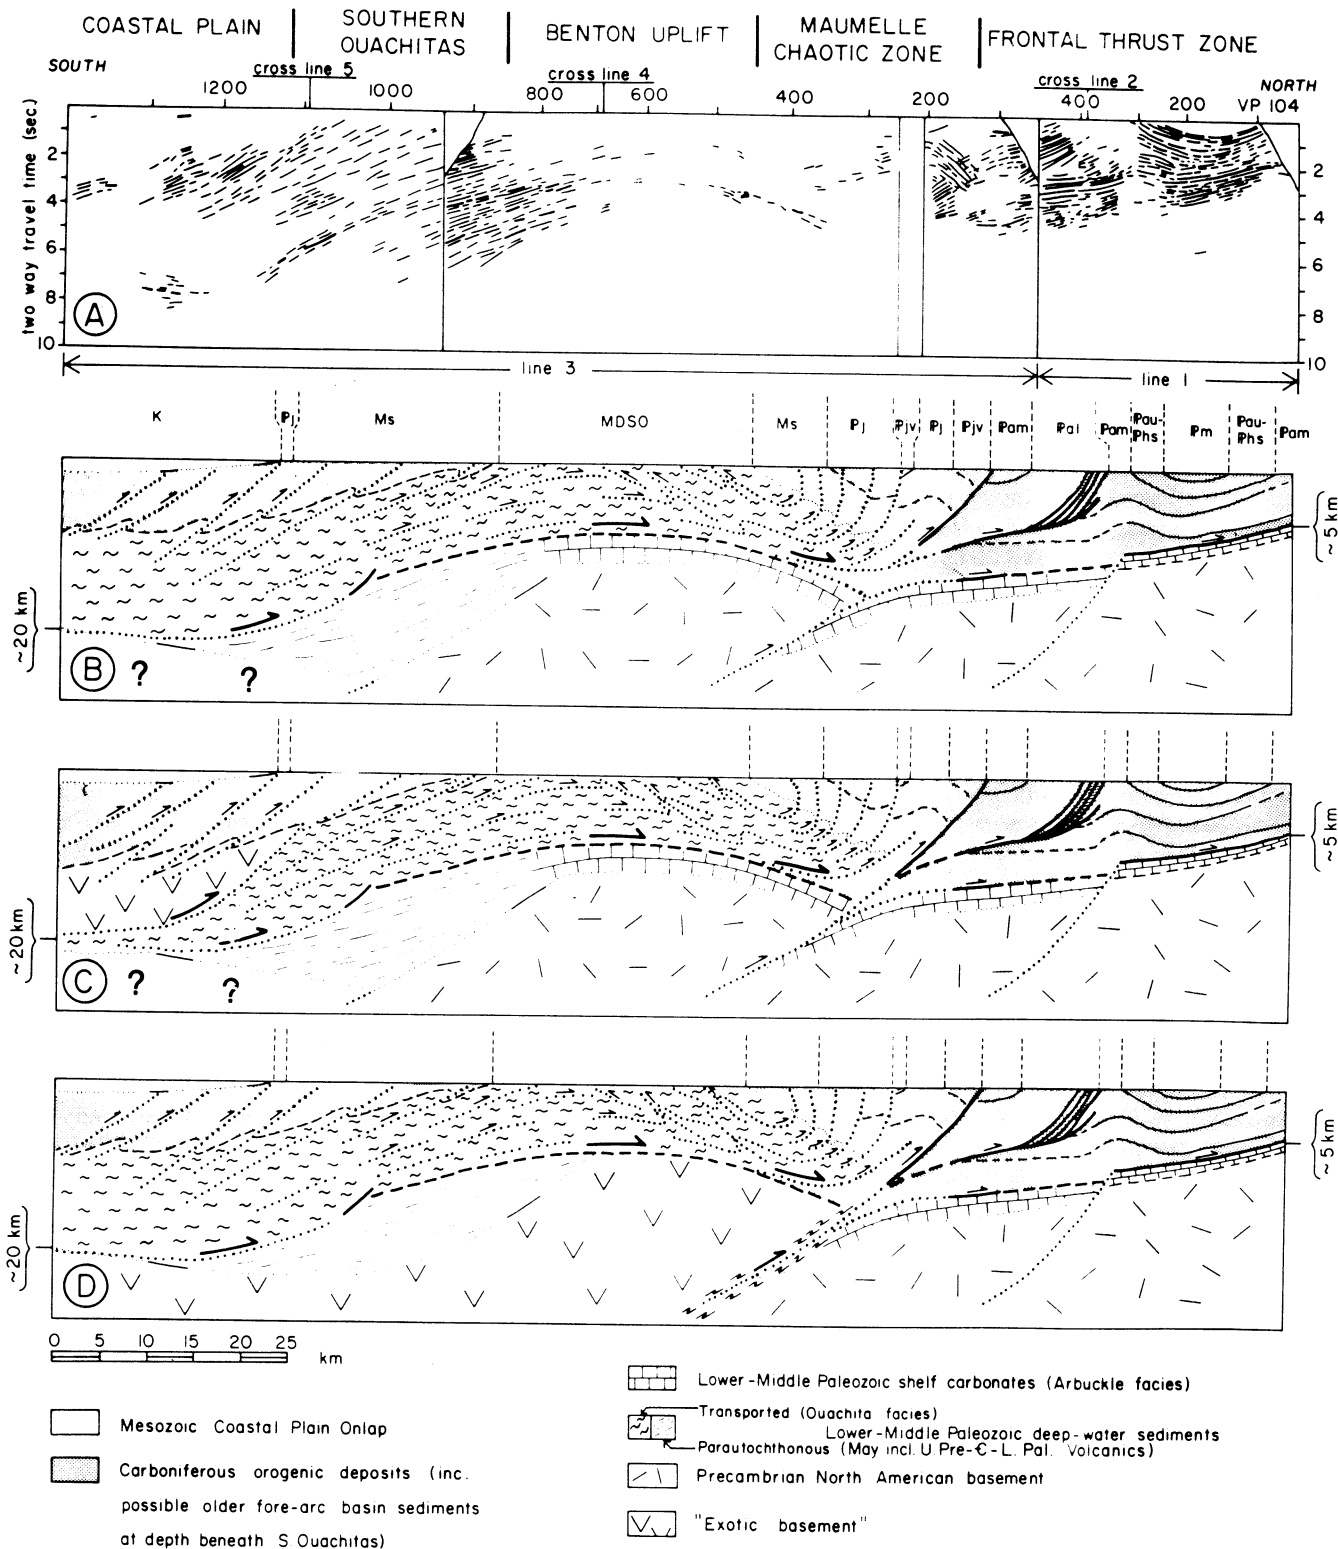 COASTAL PLAIN
SOUTHERN
OUACHITAS
BENTON UPLIFT
MAUMELLE
CHAOTIC ZONE
FRONTAL THRUST ZONE
SOUTH
cross line 5
cross line 4
cross line 2
NORTH
1200 1000 800 600 400 200 400 200 VP 104
two way travel time (sec.)
2
4
6
8
10
2
4
6
8
10
A
line 3
line 1
K ℙj Ms MDSO Ms ℙj ℙjv ℙj ℙjv ℙam ℙal ℙam ℙau-
ℙhs ℙm ℙau-
ℙhs ℙam
~20 km
~5 km
B ? ?
~20 km
~5 km
C ? ?
~20 km
~5 km
D
0 5 10 15 20 25
km
Mesozoic Coastal Plain Onlap
Carboniferous orogenic deposits (inc.
possible older fore-arc basin sediments
at depth beneath S. Ouachitas)
Lower-Middle Paleozoic shelf carbonates (Arbuckle facies)
Transported (Ouachita facies)
Lower-Middle Paleozoic deep-water sediments
Parautochthonous (May incl. U. Pre-Є-L. Pal. Volcanics)
Precambrian North American basement
"Exotic basement"